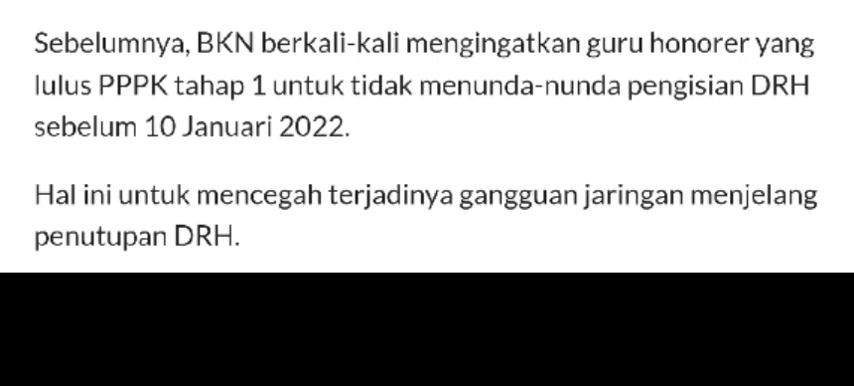 Sebelumnya, BKN berkali-kali mengingatkan guru honorer yang
lulus PPPK tahap 1 untuk tidak menunda-nunda pengisian DRH
sebelum 10 Januari 2022.
Hal ini untuk mencegah terjadinya gangguan jaringan menjelang
penutupan DRH.